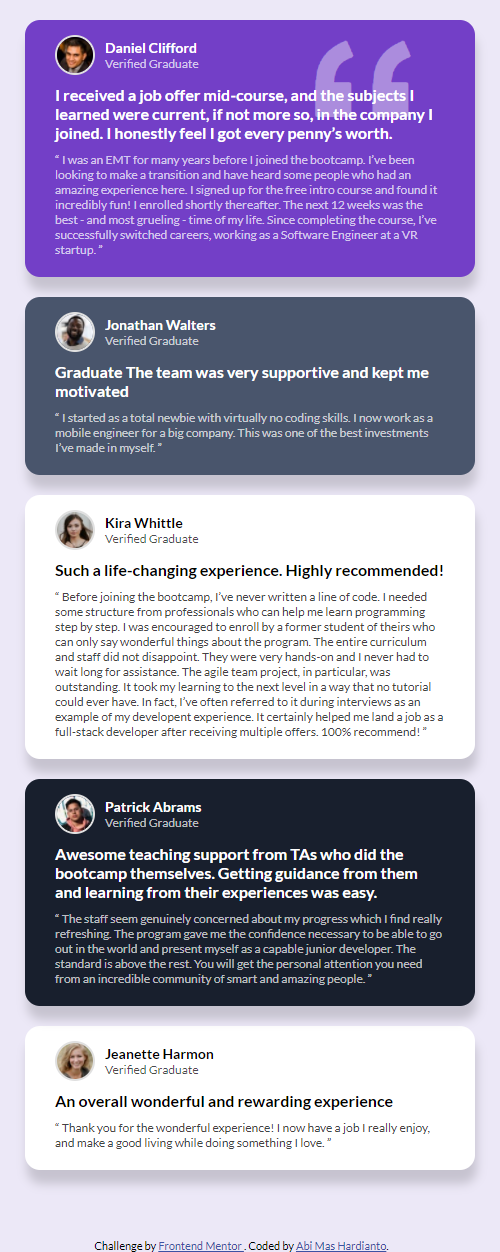 Daniel Clifford
Verified Graduate
I received a job offer mid-course, and the subjects I
learned were current, if not more so, in the company I
joined. I honestly feel I got every penny’s worth.
“ I was an EMT for many years before I joined the bootcamp. I’ve been
looking to make a transition and have heard some people who had an
amazing experience here. I signed up for the free intro course and found it
incredibly fun! I enrolled shortly thereafter. The next 12 weeks was the
best - and most grueling - time of my life. Since completing the course, I’ve
successfully switched careers, working as a Software Engineer at a VR
startup. ”
Jonathan Walters
Verified Graduate
Graduate The team was very supportive and kept me
motivated
“ I started as a total newbie with virtually no coding skills. I now work as a
mobile engineer for a big company. This was one of the best investments
I’ve made in myself. ”
Kira Whittle
Verified Graduate
Such a life-changing experience. Highly recommended!
“ Before joining the bootcamp, I’ve never written a line of code. I needed
some structure from professionals who can help me learn programming
step by step. I was encouraged to enroll by a former student of theirs who
can only say wonderful things about the program. The entire curriculum
and staff did not disappoint. They were very hands-on and I never had to
wait long for assistance. The agile team project, in particular, was
outstanding. It took my learning to the next level in a way that no tutorial
could ever have. In fact, I’ve often referred to it during interviews as an
example of my developent experience. It certainly helped me land a job as a
full-stack developer after receiving multiple offers. 100% recommend! ”
Patrick Abrams
Verified Graduate
Awesome teaching support from TAs who did the
bootcamp themselves. Getting guidance from them
and learning from their experiences was easy.
“ The staff seem genuinely concerned about my progress which I find really
refreshing. The program gave me the confidence necessary to be able to go
out in the world and present myself as a capable junior developer. The
standard is above the rest. You will get the personal attention you need
from an incredible community of smart and amazing people. ”
Jeanette Harmon
Verified Graduate
An overall wonderful and rewarding experience
“ Thank you for the wonderful experience! I now have a job I really enjoy,
and make a good living while doing something I love. ”
Challenge by Frontend Mentor . Coded by Abi Mas Hardianto.